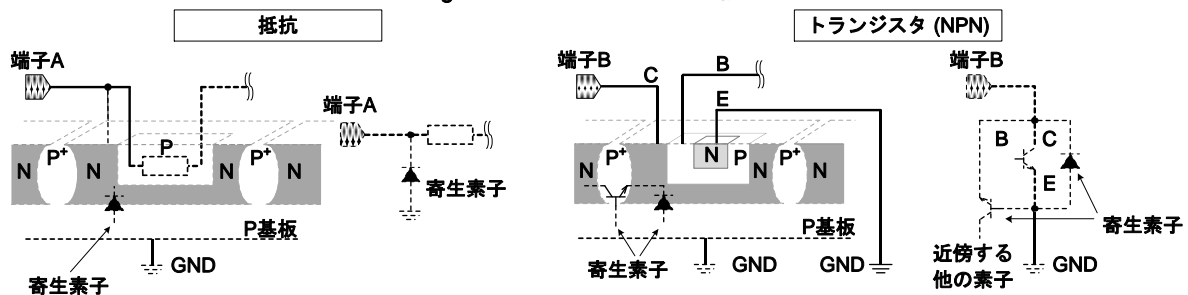 抵抗
トランジスタ (NPN)
端子A
端子A
P
N
P+
N
N
P+
N
寄生素子
P基板
GND
寄生素子
端子B
C
B
E
端子B
N
P+
N
N
P
N
P+
N
B
C
E
寄生素子
P基板
寄生素子
GND
GND
近傍する
他の素子
GND